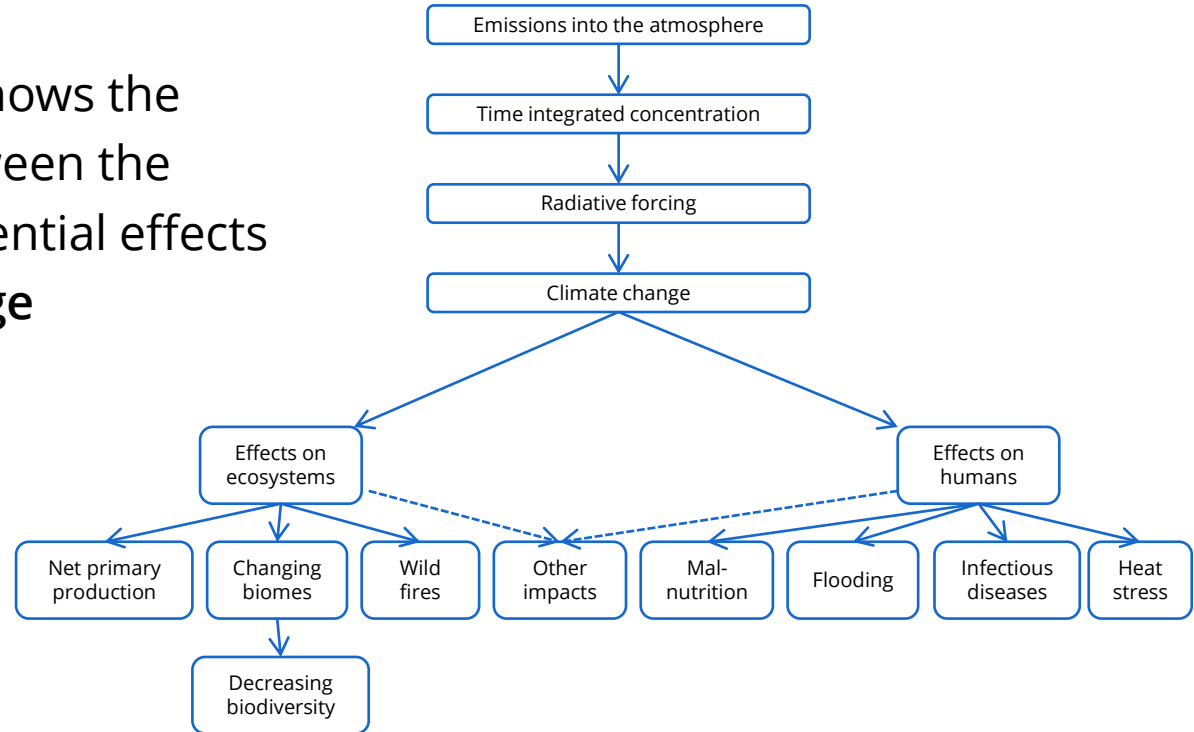 hows the
ween the
ential effects
ge
Emissions into the atmosphere
Time integrated concentration
Radiative forcing
Climate change
Effects on
ecosystems
Effects on
humans
Net primary
production
Changing
biomes
Wild
fires
Other
impacts
Mal-
nutrition
Flooding
Infectious
diseases
Heat
stress
Decreasing
biodiversity